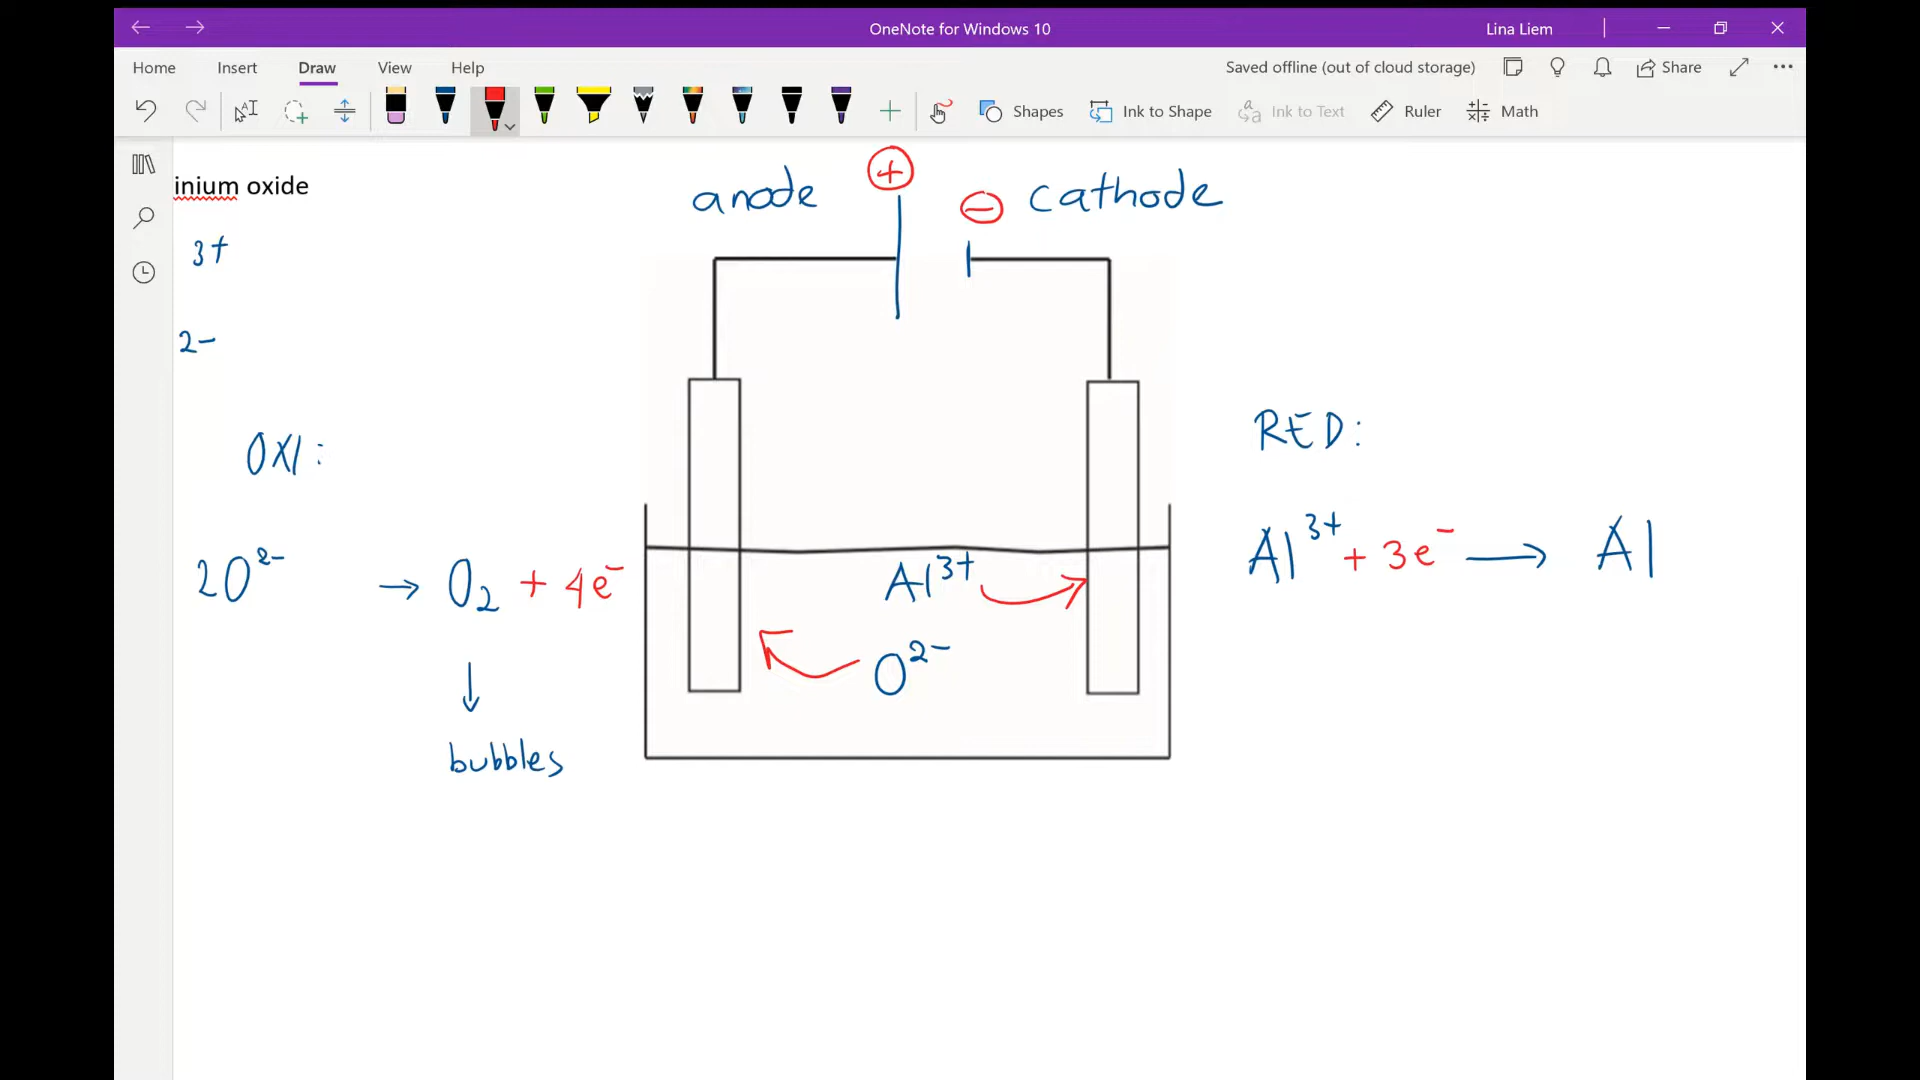 OneNote for Windows 10
Lina Liem
Home Insert Draw View Help
Saved offline (out of cloud storage)
Share
Shapes
Ink to Shape
Ink to Text
Ruler
Math
inium oxide
3+
2-
anode + - cathode
OXI:
RED:
2O²⁻ → O₂ + 4e⁻
Al³⁺
O²⁻
Al³⁺ + 3e⁻ → Al
↓
bubbles